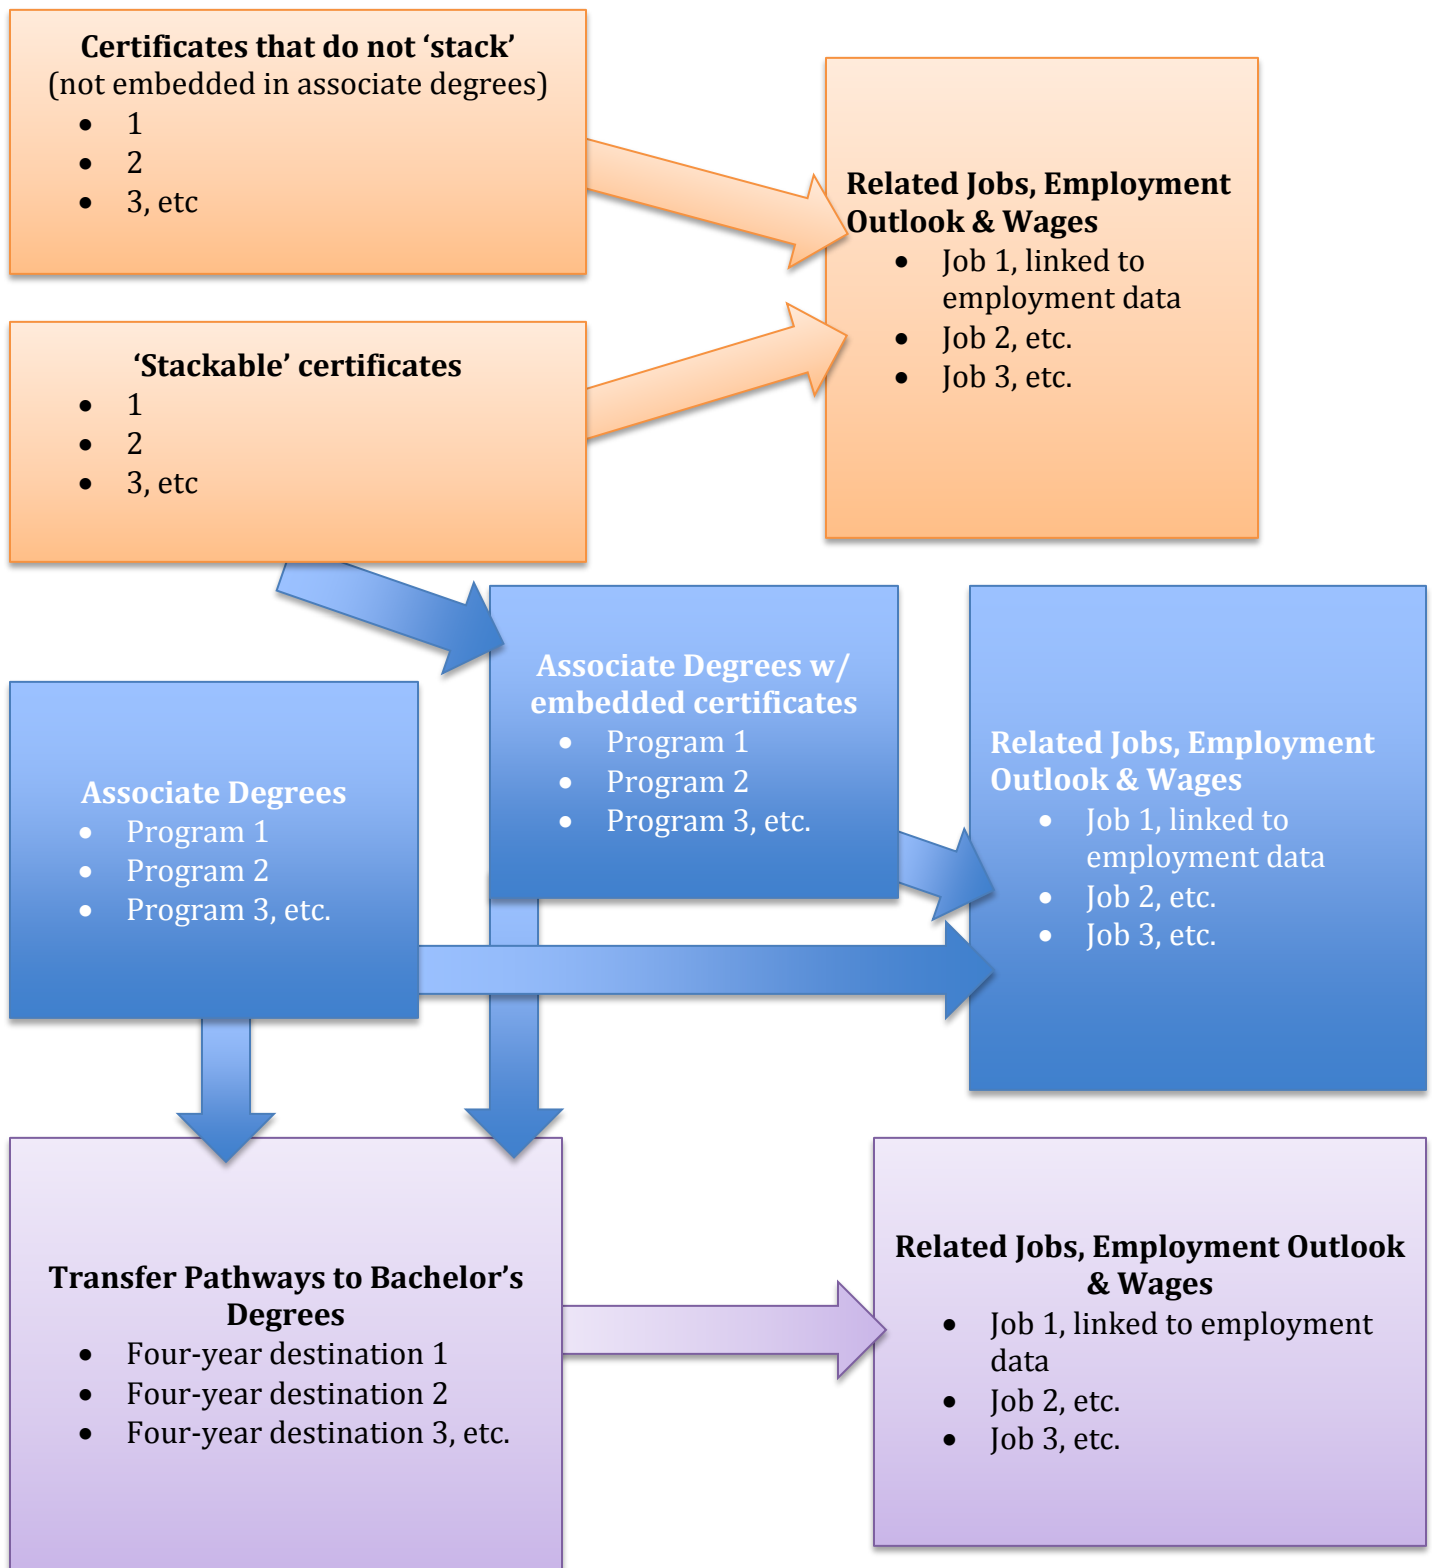 Certificates that do not ‘stack’
(not embedded in associate degrees)
• 1
• 2
• 3, etc
Related Jobs, Employment
Outlook & Wages
• Job 1, linked to
employment data
• Job 2, etc.
• Job 3, etc.
‘Stackable’ certificates
• 1
• 2
• 3, etc
Associate Degrees w/
embedded certificates
• Program 1
• Program 2
• Program 3, etc.
Associate Degrees
• Program 1
• Program 2
• Program 3, etc.
Related Jobs, Employment
Outlook & Wages
• Job 1, linked to
employment data
• Job 2, etc.
• Job 3, etc.
Transfer Pathways to Bachelor’s
Degrees
• Four-year destination 1
• Four-year destination 2
• Four-year destination 3, etc.
Related Jobs, Employment Outlook
& Wages
• Job 1, linked to employment
data
• Job 2, etc.
• Job 3, etc.